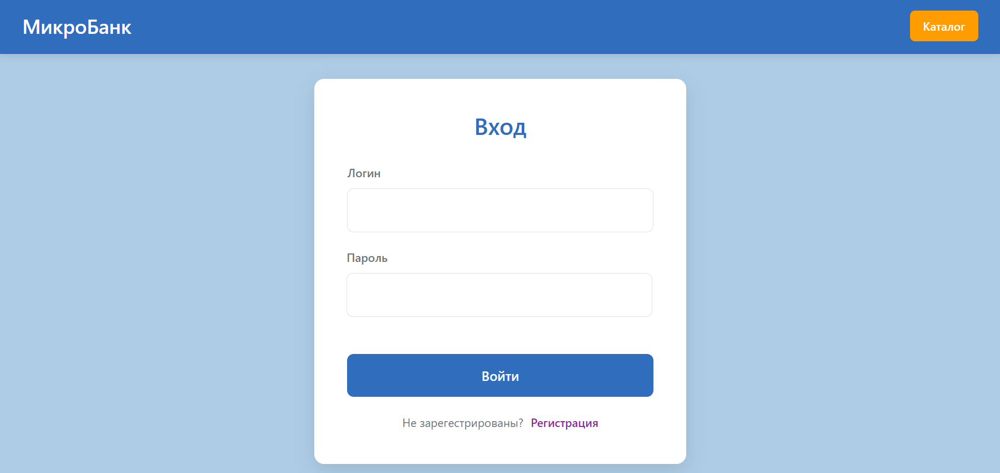 МикроБанк
Каталог
Вход
Логин
Пароль
Войти
Не зарегестрированы? Регистрация